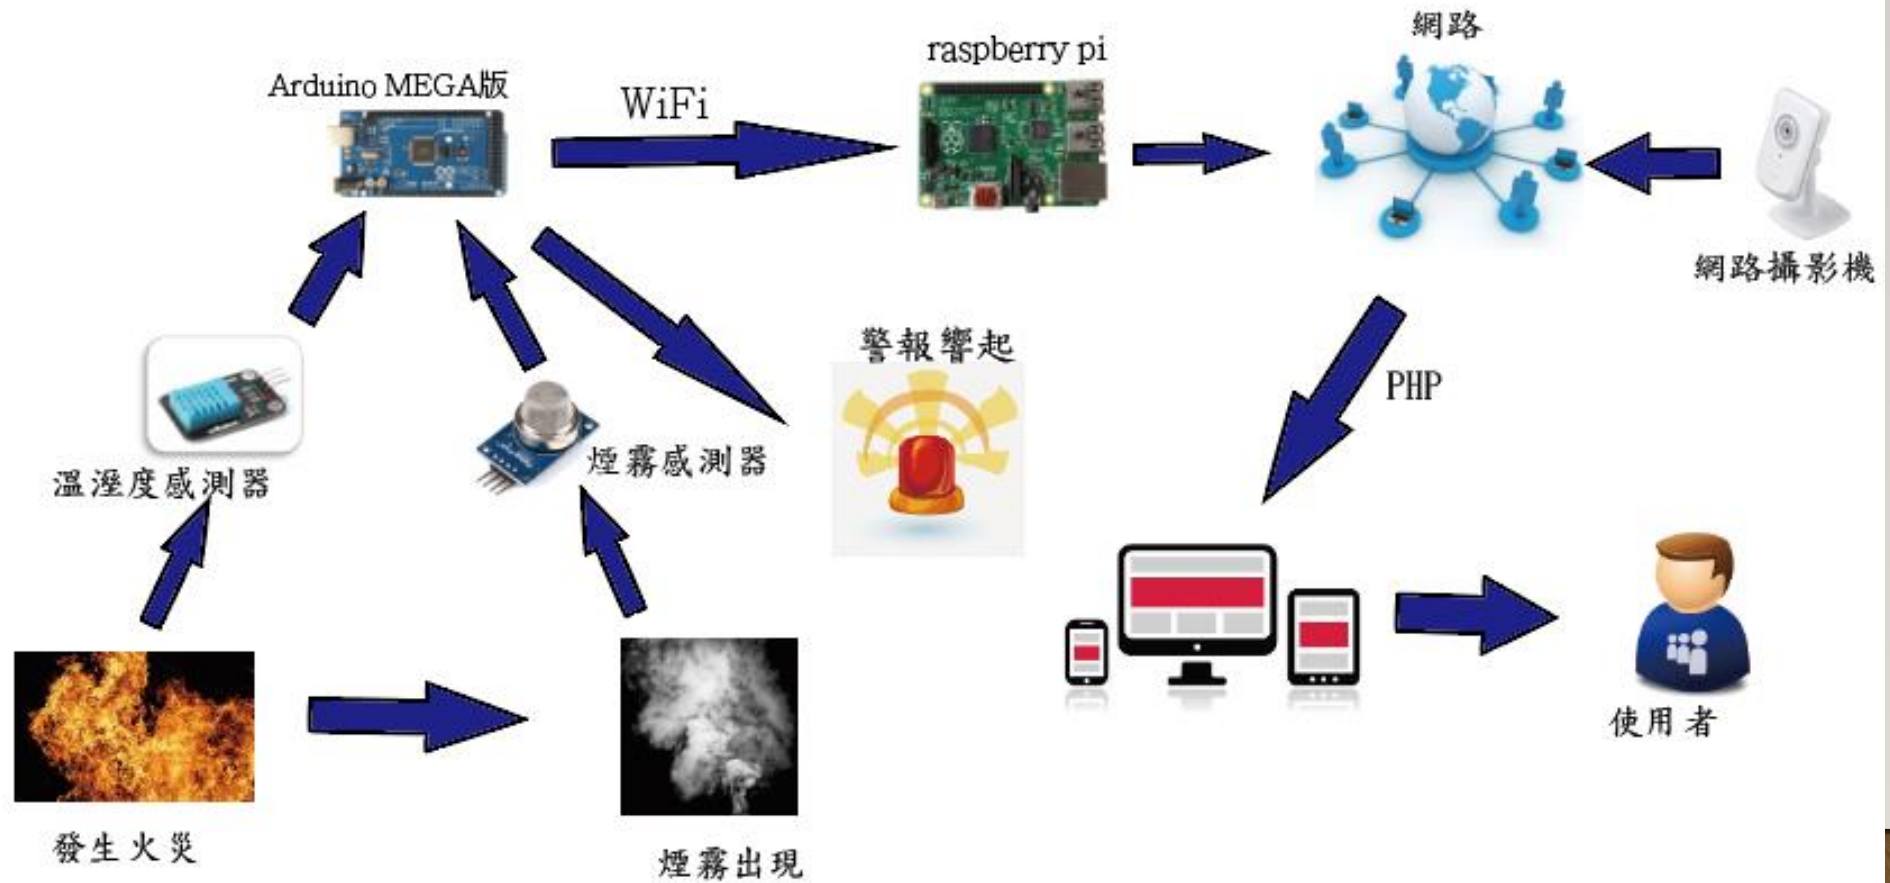 網路
raspberry pi
Arduino MEGA版
WiFi
網路攝影機
警報響起
PHP
煙霧感測器
溫溼度感測器
使用者
發生火災
煙霧出現